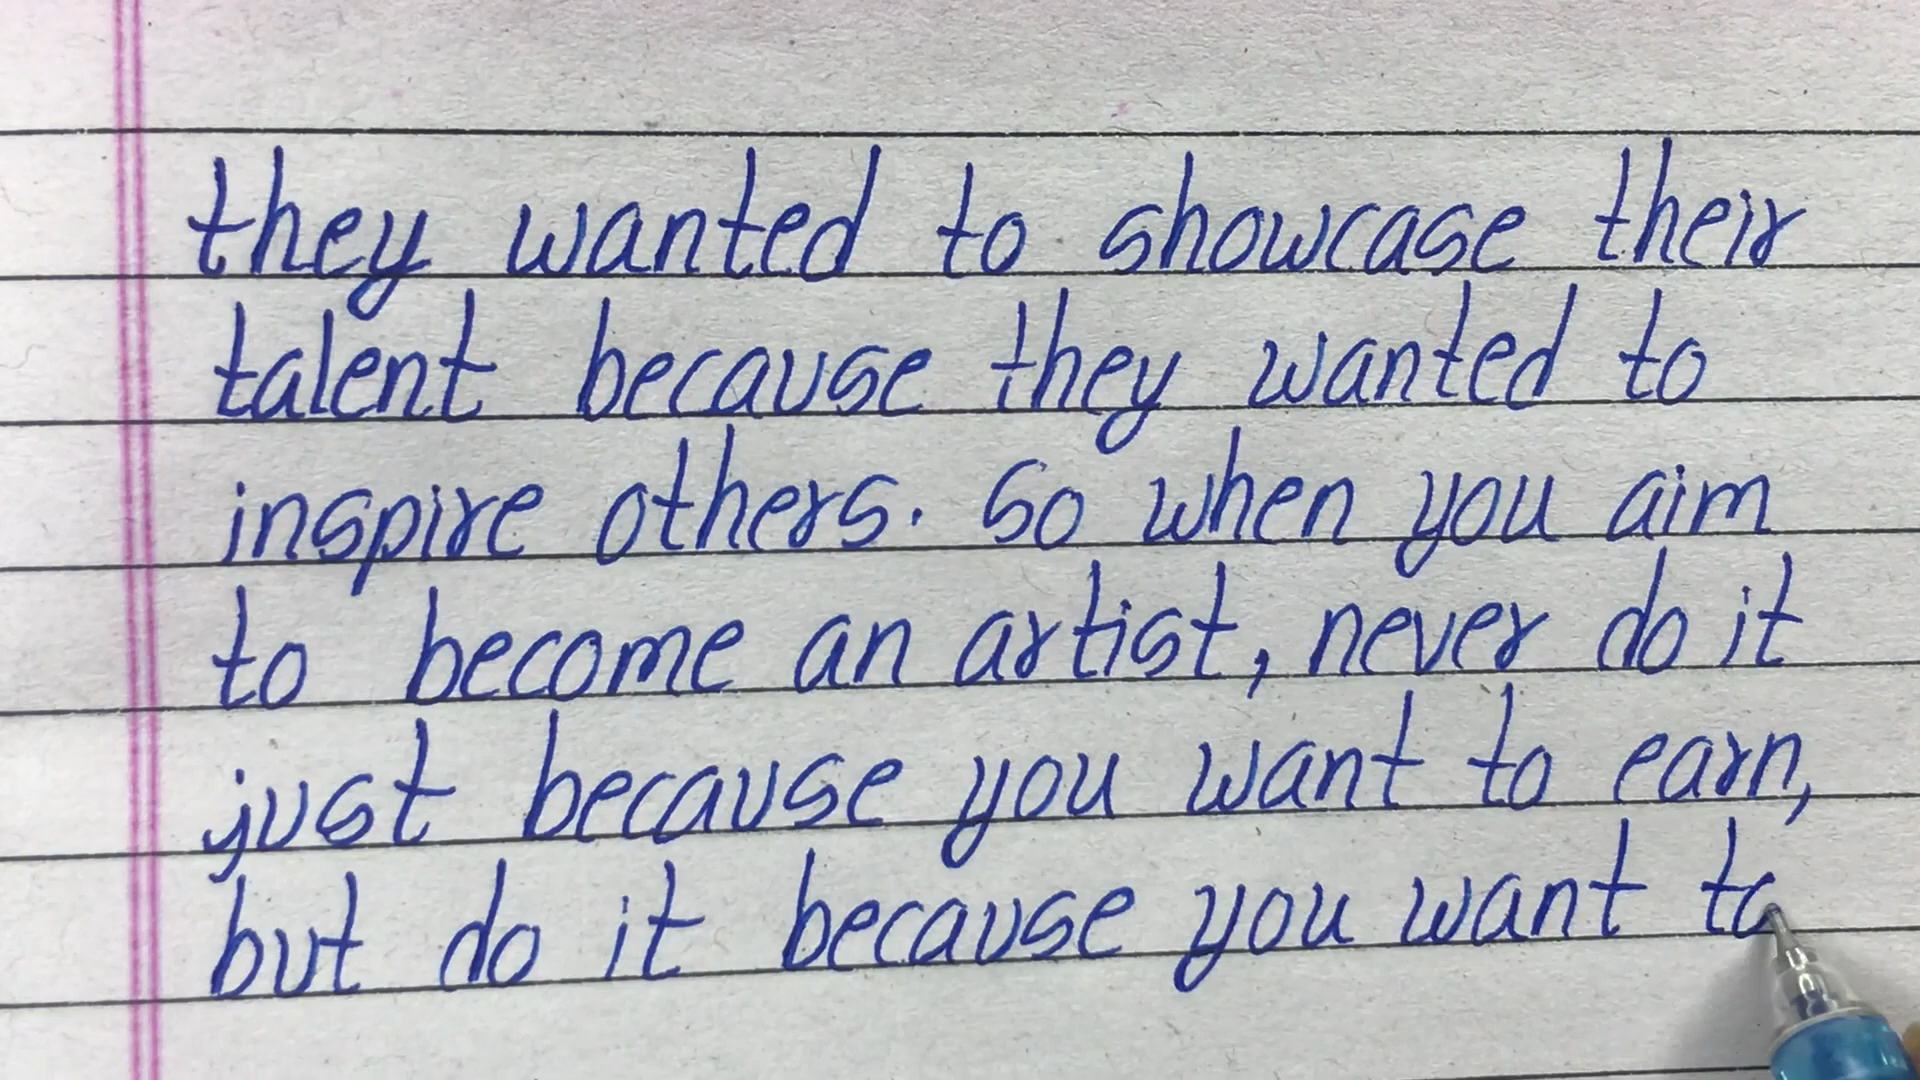 they wanted to showcase their
talent because they wanted to
inspire others. So when you aim
to become an artist, never do it
just because you want to earn,
but do it because you want to